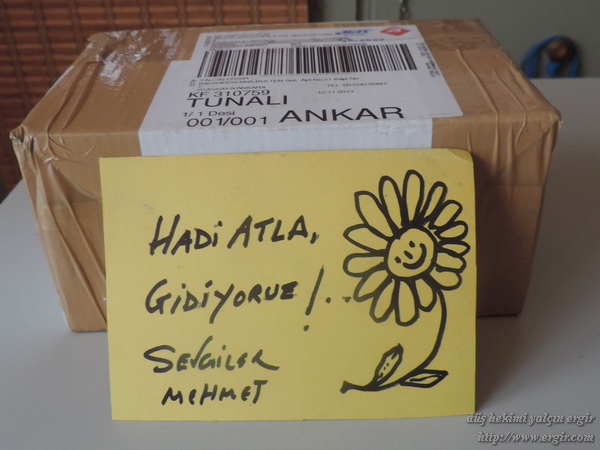 KF 310759
TUNALI
1/ 1 Desi
001/001 ANKAR
HADİ ATLA,
GİDİYORUZ !..
SEVGİLER
MEHMET
diş hekimi yalçın ergir
http://www.ergir.com